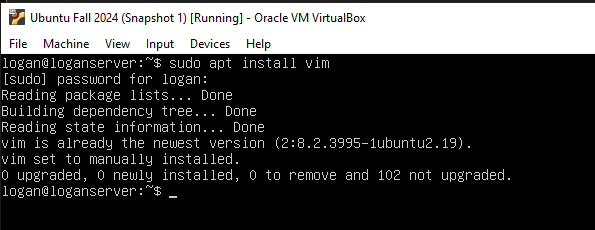 Ubuntu Fall 2024 (Snapshot 1) [Running] - Oracle VM VirtualBox
File Machine View Input Devices Help
logan@loganserver:~$ sudo apt install vim
[sudo] password for logan:
Reading package lists... Done
Building dependency tree... Done
Reading state information... Done
vim is already the newest version (2:8.2.3995-1ubuntu2.19).
vim set to manually installed.
0 upgraded, 0 newly installed, 0 to remove and 102 not upgraded.
logan@loganserver:~$ _